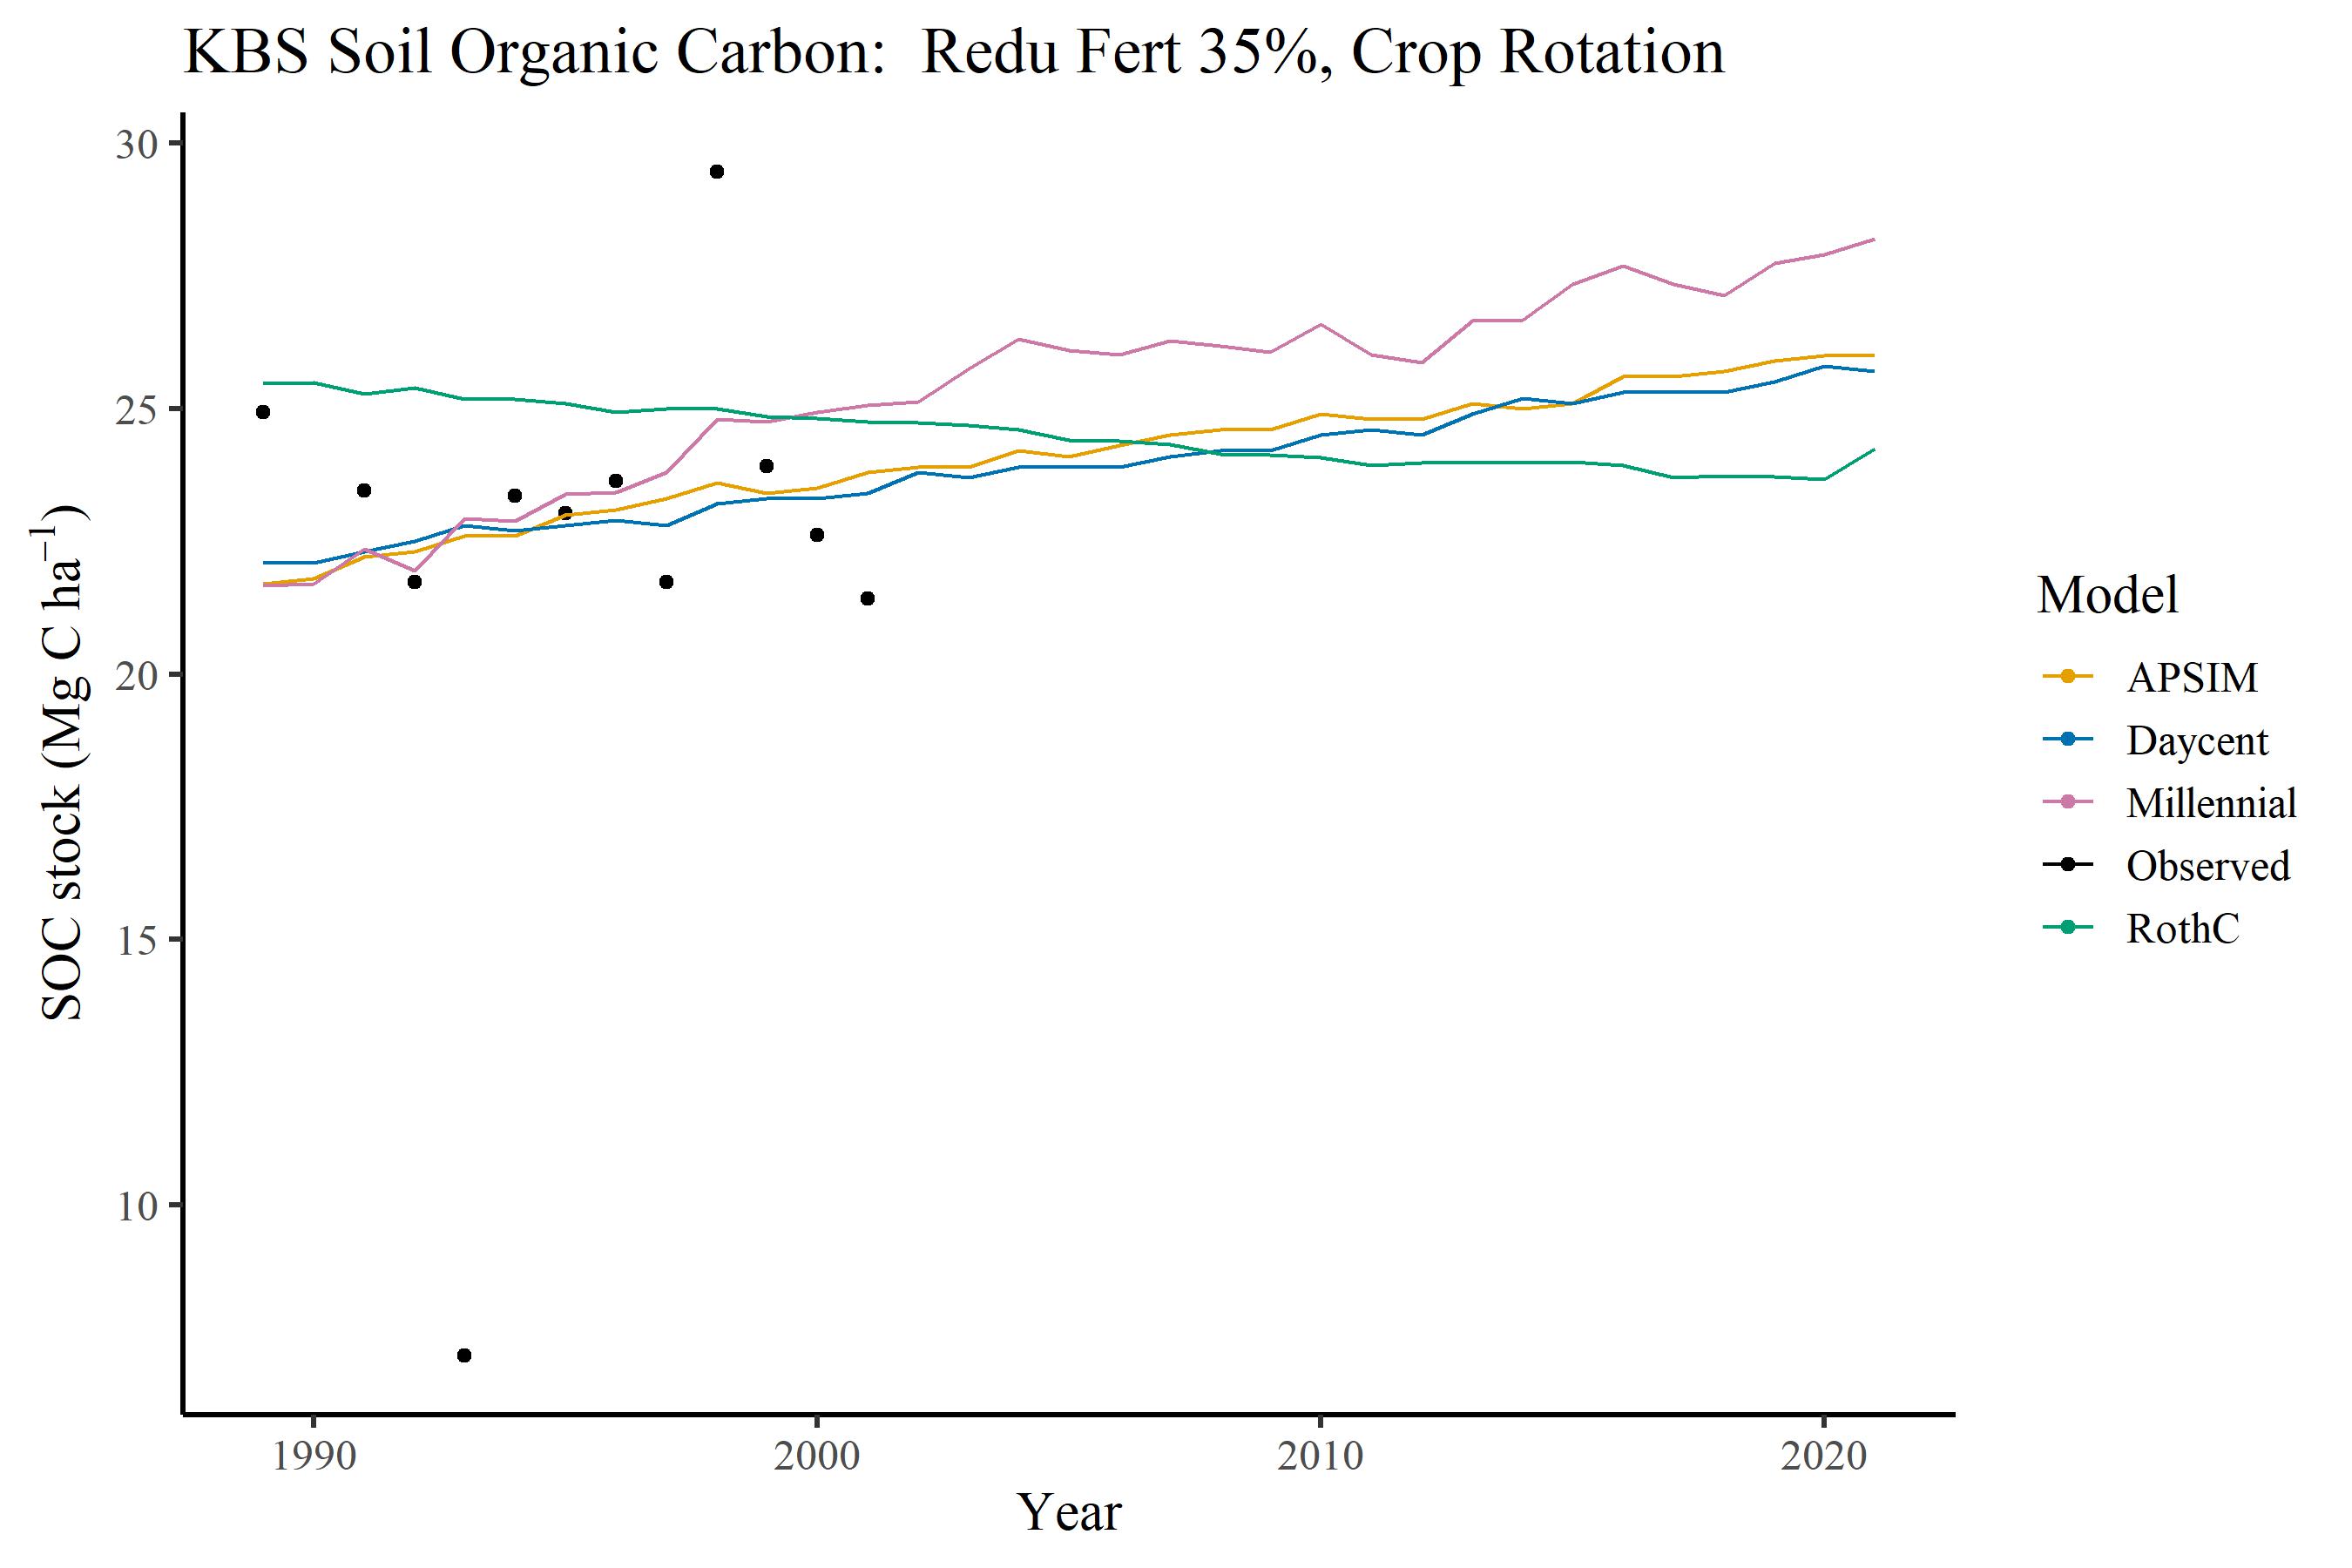 KBS Soil Organic Carbon:  Redu Fert 35%, Crop Rotation
SOC stock (Mg C ha⁻¹)
30
25
20
15
10
1990
2000
2010
2020
Year
Model
APSIM
Daycent
Millennial
Observed
RothC